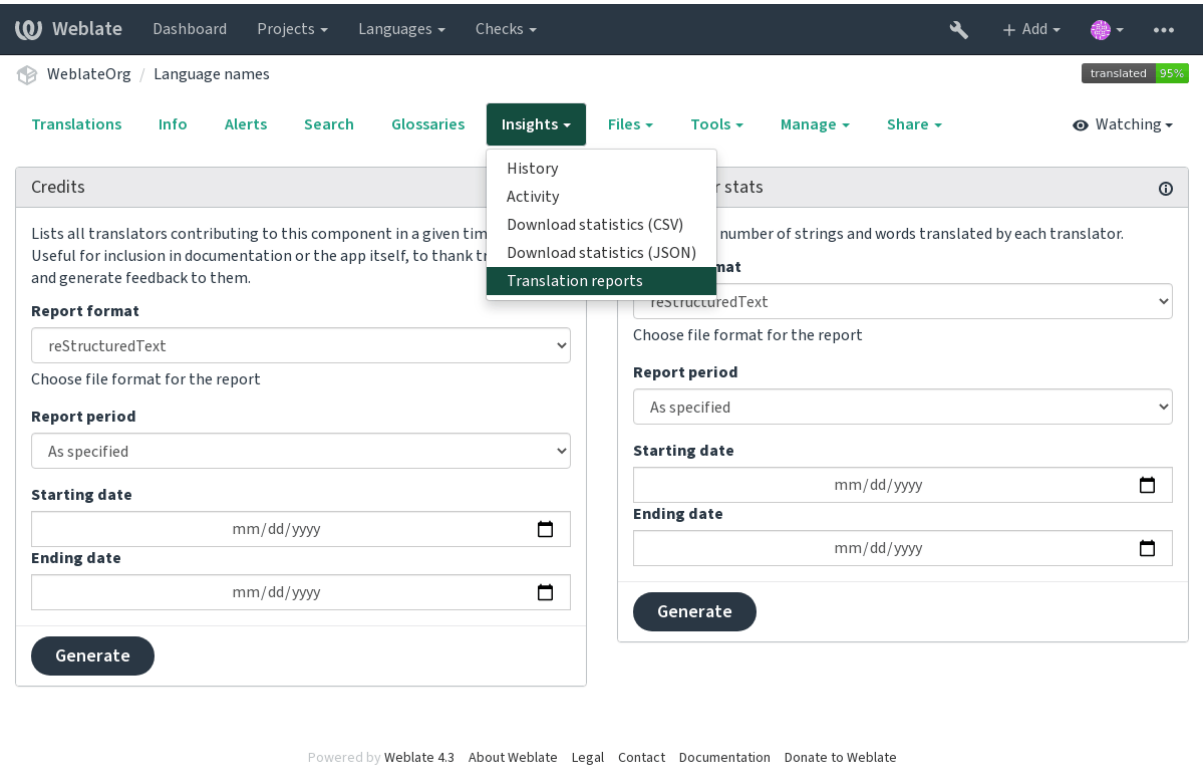 Weblate Dashboard Projects Languages Checks Add
WeblateOrg / Language names translated 95%
Translations Info Alerts Search Glossaries Insights Files Tools Manage Share Watching
History
Activity
Download statistics (CSV)
Download statistics (JSON)
Translation reports
Credits
Lists all translators contributing to this component in a given
Useful for inclusion in documentation or the app itself, to thank
and generate feedback to them.
Report format
reStructuredText
Choose file format for the report
Report period
As specified
Starting date
mm/dd/yyyy
Ending date
mm/dd/yyyy
Generate
stats
number of strings and words translated by each translator.
reStructuredText
Choose file format for the report
Report period
As specified
Starting date
mm/dd/yyyy
Ending date
mm/dd/yyyy
Generate
Powered by Weblate 4.3 About Weblate Legal Contact Documentation Donate to Weblate